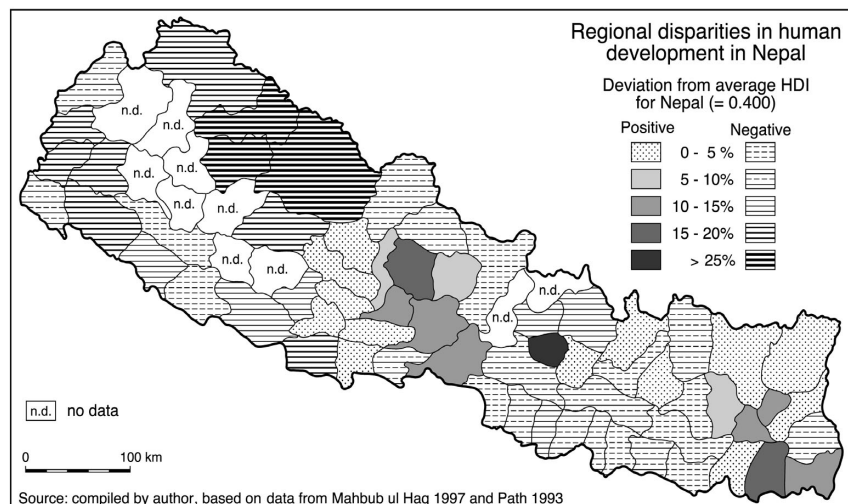 Regional disparities in human
development in Nepal
Deviation from average HDI
for Nepal (= 0.400)
Positive Negative
0 - 5 %
5 - 10%
10 - 15%
15 - 20%
> 25%
n.d.
n.d.
n.d.
n.d.
n.d.
n.d.
n.d.
n.d.
n.d.
n.d.
n.d. no data
0 100 km
Source: compiled by author, based on data from Mahbub ul Haq 1997 and Path 1993